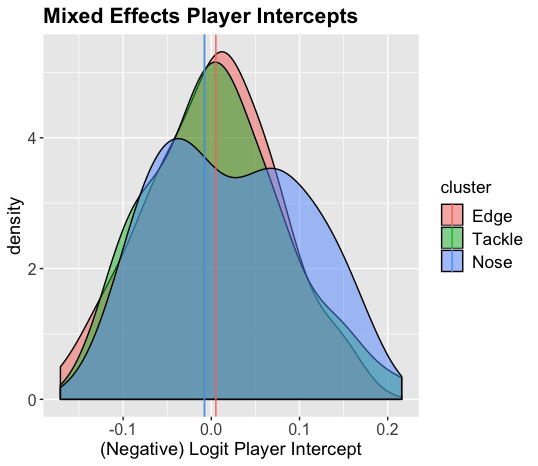 Mixed Effects Player Intercepts
density
4
2
0
-0.1
0.0
0.1
0.2
(Negative) Logit Player Intercept
cluster
Edge
Tackle
Nose